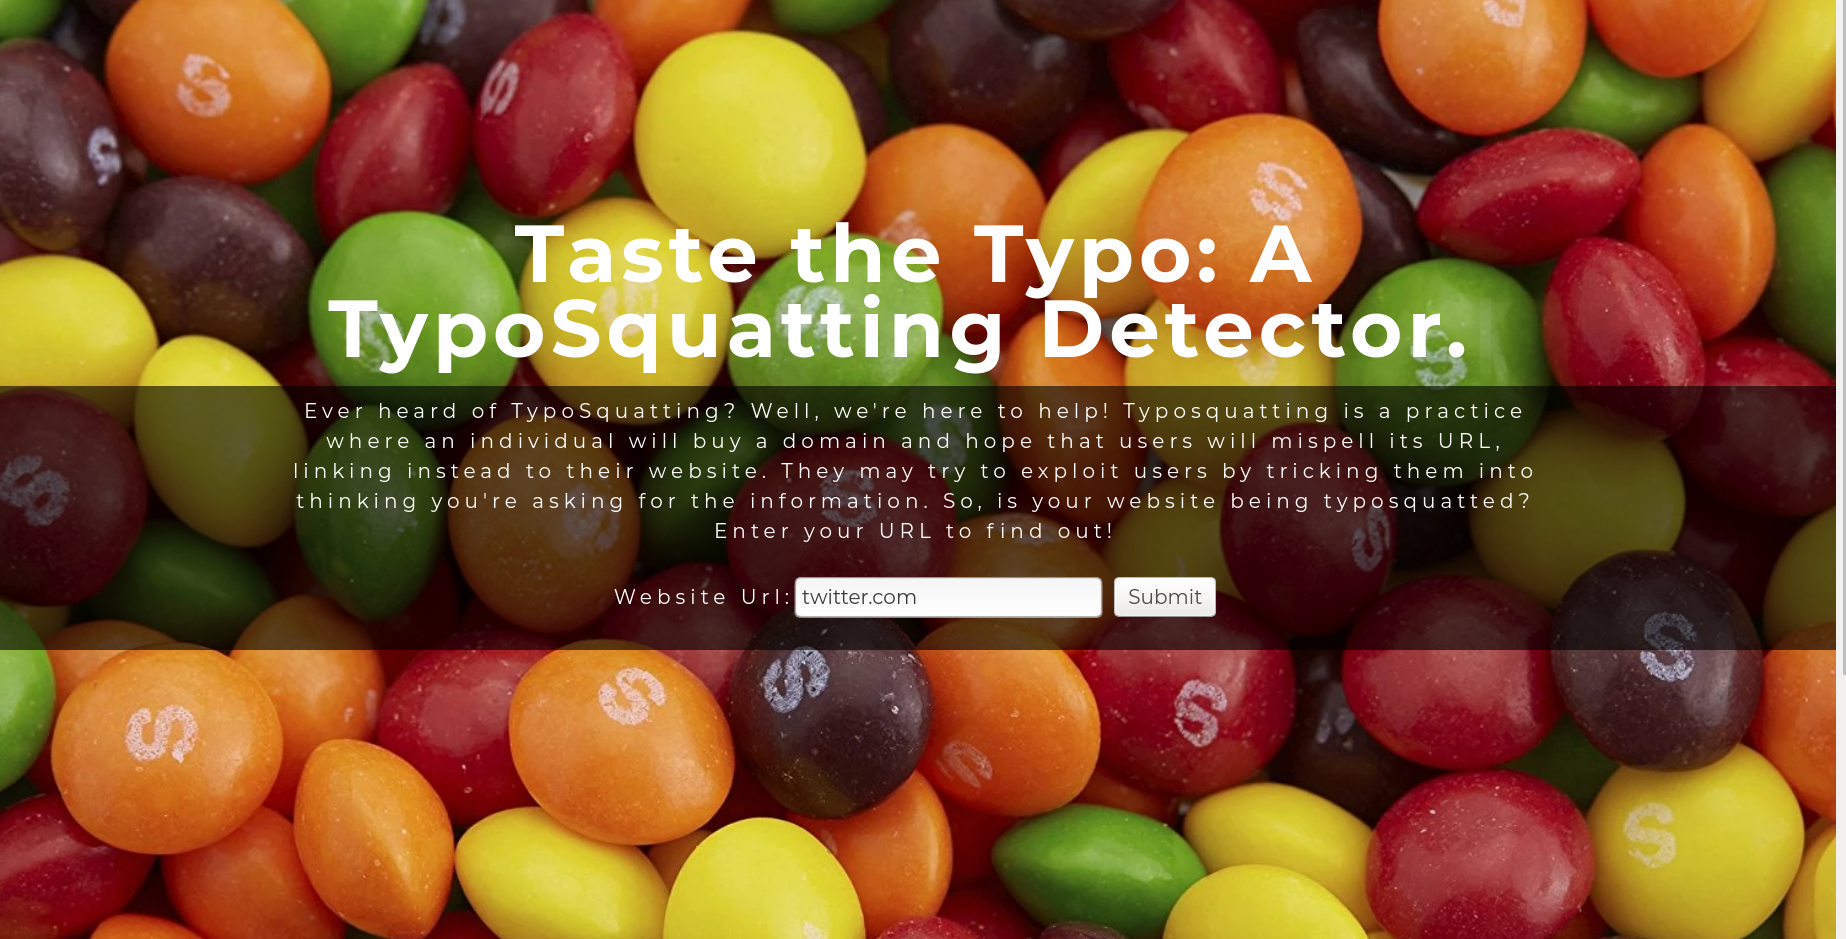 Taste the Typo: A
TypoSquatting Detector.
Ever heard of TypoSquatting? Well, we're here to help! Typosquatting is a practice
where an individual will buy a domain and hope that users will mispell its URL,
linking instead to their website. They may try to exploit users by tricking them into
thinking you're asking for the information. So, is your website being typosquatted?
Enter your URL to find out!
Website Url: twitter.com Submit